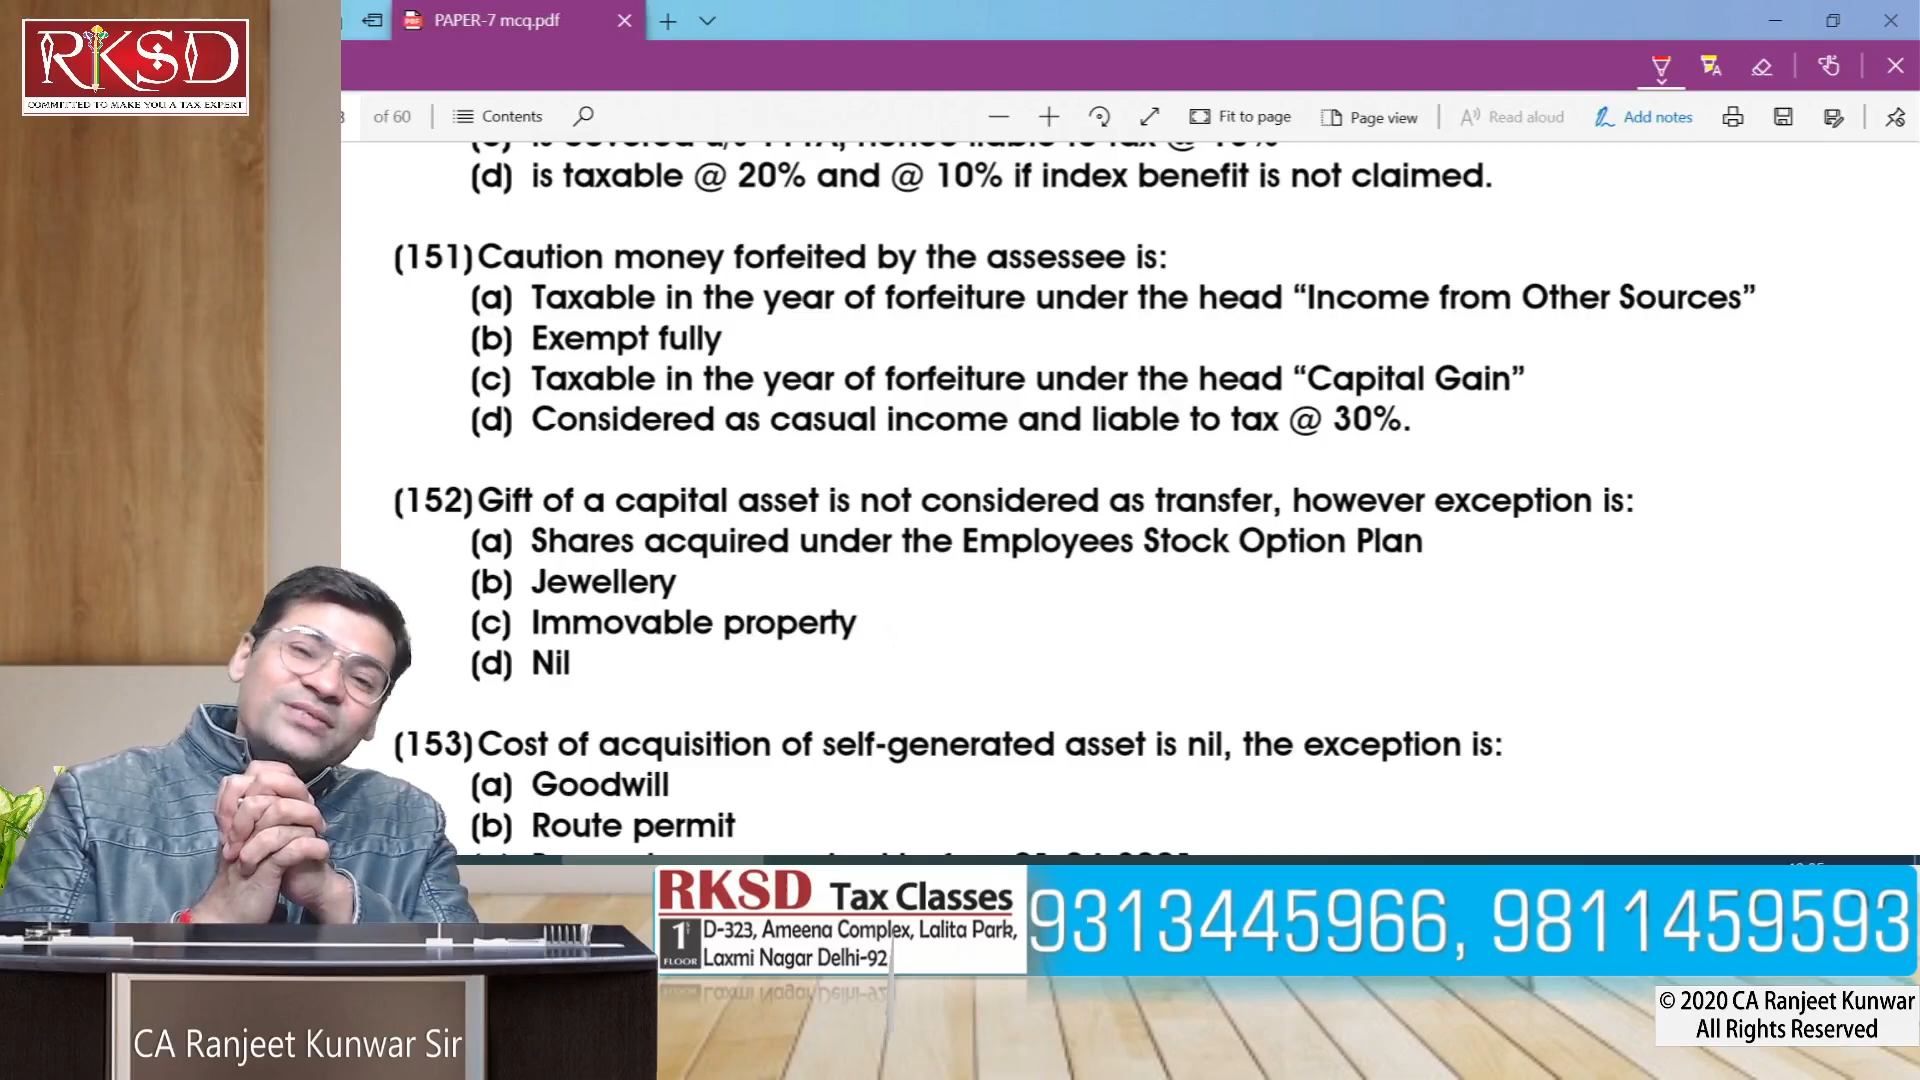 RKSD
COMMITTED TO MAKE YOU A TAX EXPERT
PAPER-7 mcq.pdf
of 60
Contents
Fit to page
Page view
Read aloud
Add notes
(d) is taxable @ 20% and @ 10% if index benefit is not claimed.
(151) Caution money forfeited by the assessee is:
(a) Taxable in the year of forfeiture under the head “Income from Other Sources”
(b) Exempt fully
(c) Taxable in the year of forfeiture under the head “Capital Gain”
(d) Considered as casual income and liable to tax @ 30%.
(152) Gift of a capital asset is not considered as transfer, however exception is:
(a) Shares acquired under the Employees Stock Option Plan
(b) Jewellery
(c) Immovable property
(d) Nil
(153) Cost of acquisition of self-generated asset is nil, the exception is:
(a) Goodwill
(b) Route permit
RKSD Tax Classes
1ST FLOOR
D-323, Ameena Complex, Lalita Park,
Laxmi Nagar Delhi-92
9313445966, 9811459593
CA Ranjeet Kunwar Sir
© 2020 CA Ranjeet Kunwar
All Rights Reserved